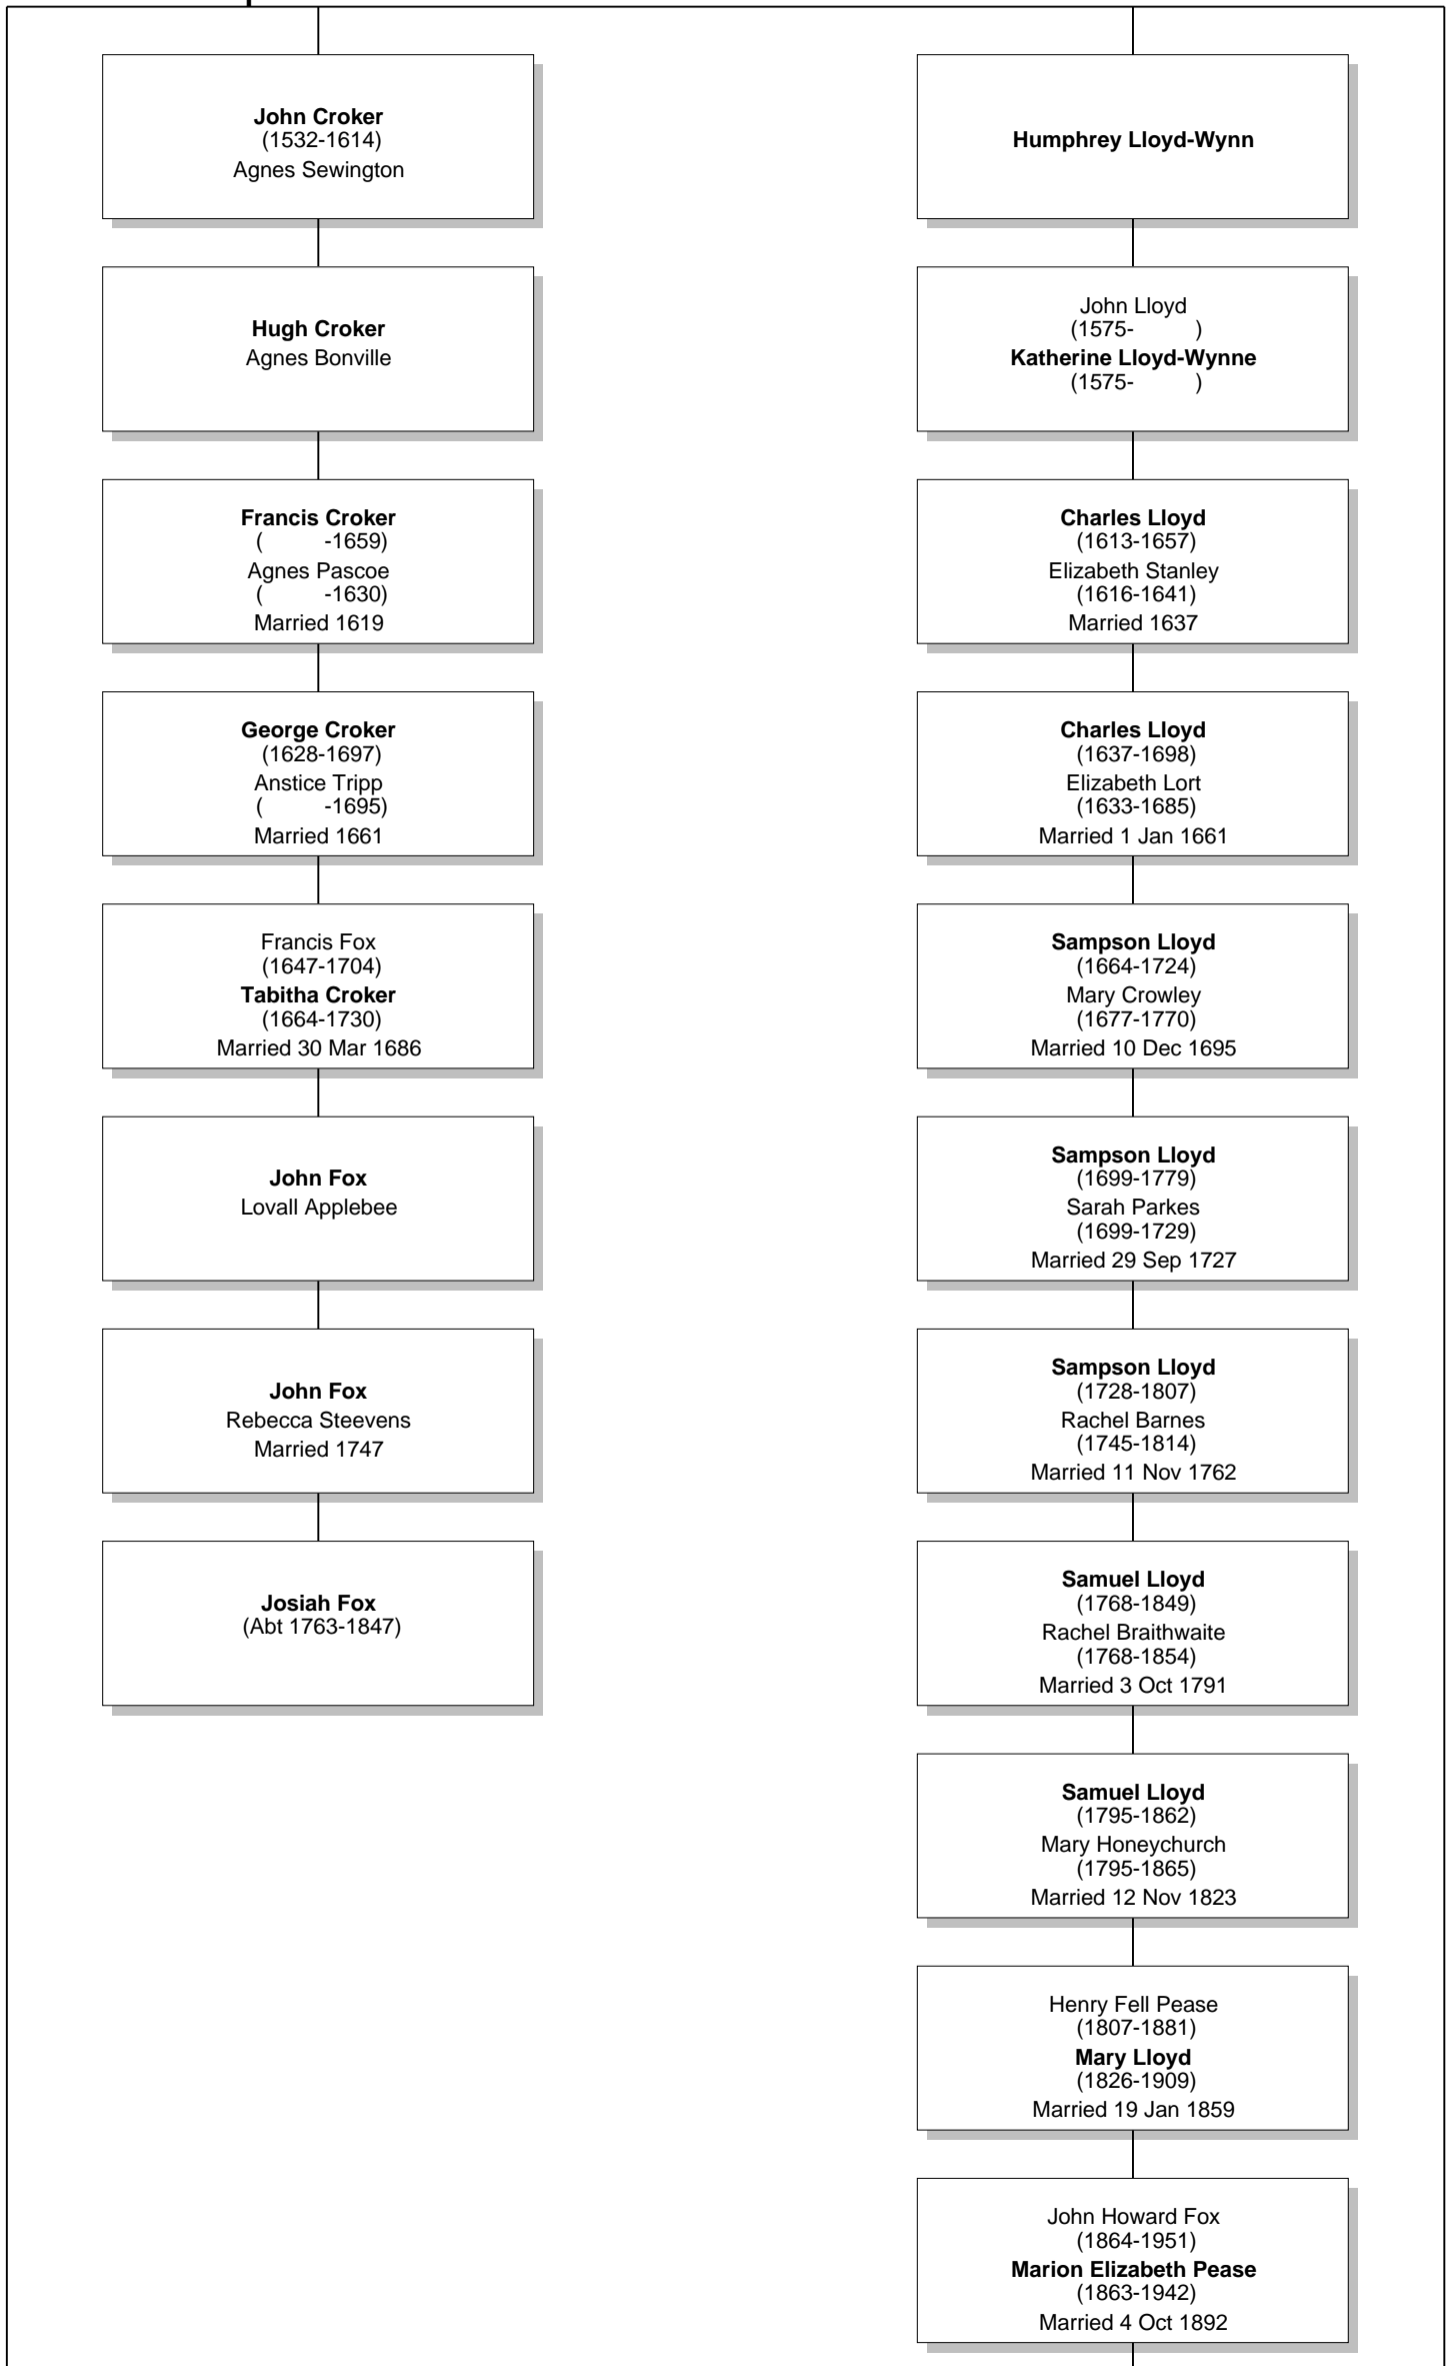 John Croker
(1532-1614)
Agnes Sewington
Hugh Croker
Agnes Bonville
Francis Croker
(          -1659)
Agnes Pascoe
(          -1630)
Married 1619
George Croker
(1628-1697)
Anstice Tripp
(          -1695)
Married 1661
Francis Fox
(1647-1704)
Tabitha Croker
(1664-1730)
Married 30 Mar 1686
John Fox
Lovall Applebee
John Fox
Rebecca Steevens
Married 1747
Josiah Fox
(Abt 1763-1847)
Humphrey Lloyd-Wynn
John Lloyd
(1575-          )
Katherine Lloyd-Wynne
(1575-          )
Charles Lloyd
(1613-1657)
Elizabeth Stanley
(1616-1641)
Married 1637
Charles Lloyd
(1637-1698)
Elizabeth Lort
(1633-1685)
Married 1 Jan 1661
Sampson Lloyd
(1664-1724)
Mary Crowley
(1677-1770)
Married 10 Dec 1695
Sampson Lloyd
(1699-1779)
Sarah Parkes
(1699-1729)
Married 29 Sep 1727
Sampson Lloyd
(1728-1807)
Rachel Barnes
(1745-1814)
Married 11 Nov 1762
Samuel Lloyd
(1768-1849)
Rachel Braithwaite
(1768-1854)
Married 3 Oct 1791
Samuel Lloyd
(1795-1862)
Mary Honeychurch
(1795-1865)
Married 12 Nov 1823
Henry Fell Pease
(1807-1881)
Mary Lloyd
(1826-1909)
Married 19 Jan 1859
John Howard Fox
(1864-1951)
Marion Elizabeth Pease
(1863-1942)
Married 4 Oct 1892